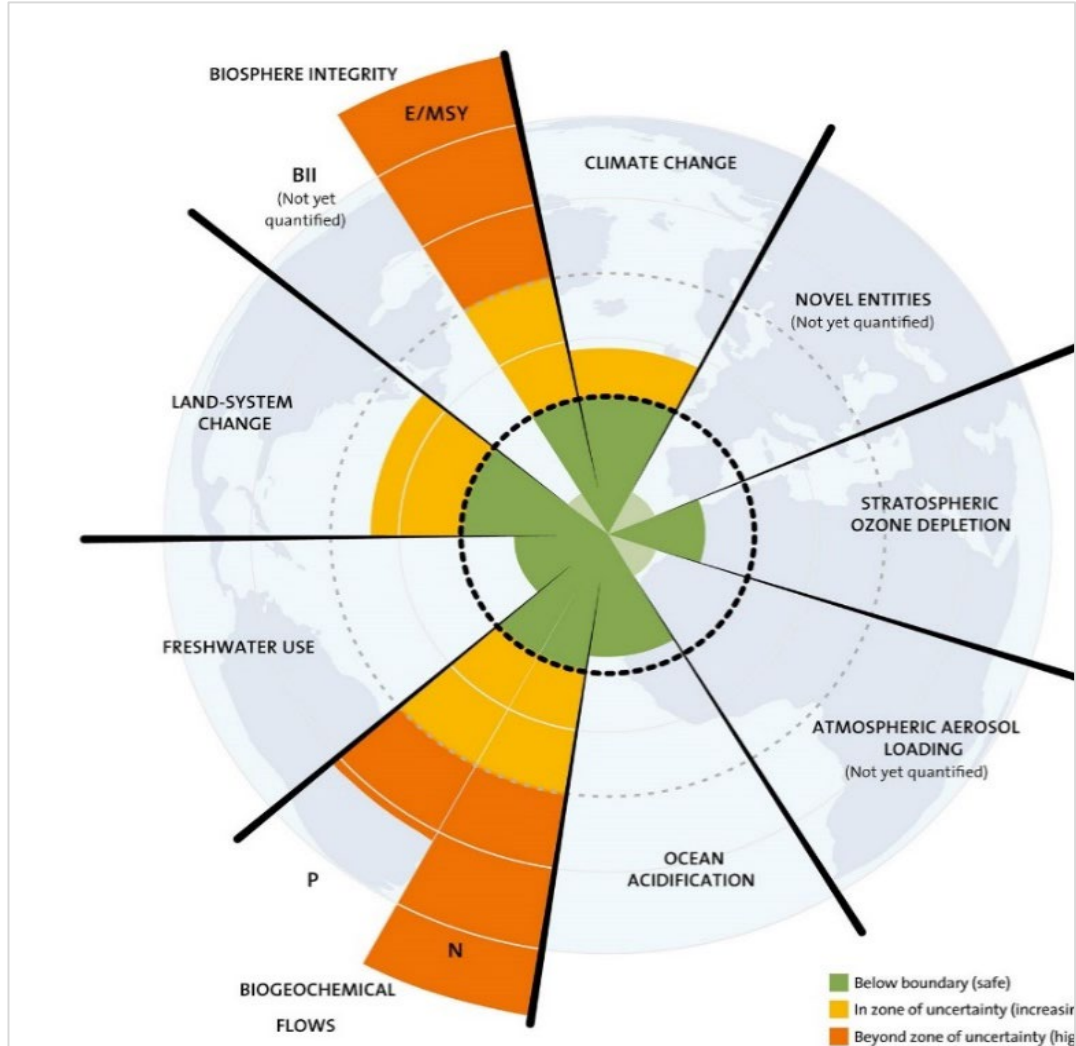 BIOSPHERE INTEGRITY
E/MSY
BII
(Not yet
quantified)
CLIMATE CHANGE
NOVEL ENTITIES
(Not yet quantified)
LAND-SYSTEM
CHANGE
STRATOSPHERIC
OZONE DEPLETION
FRESHWATER USE
ATMOSPHERIC AEROSOL
LOADING
(Not yet quantified)
OCEAN
ACIDIFICATION
P
N
BIOGEOCHEMICAL
FLOWS
Below boundary (safe)
In zone of uncertainty (increasin
Beyond zone of uncertainty (hig